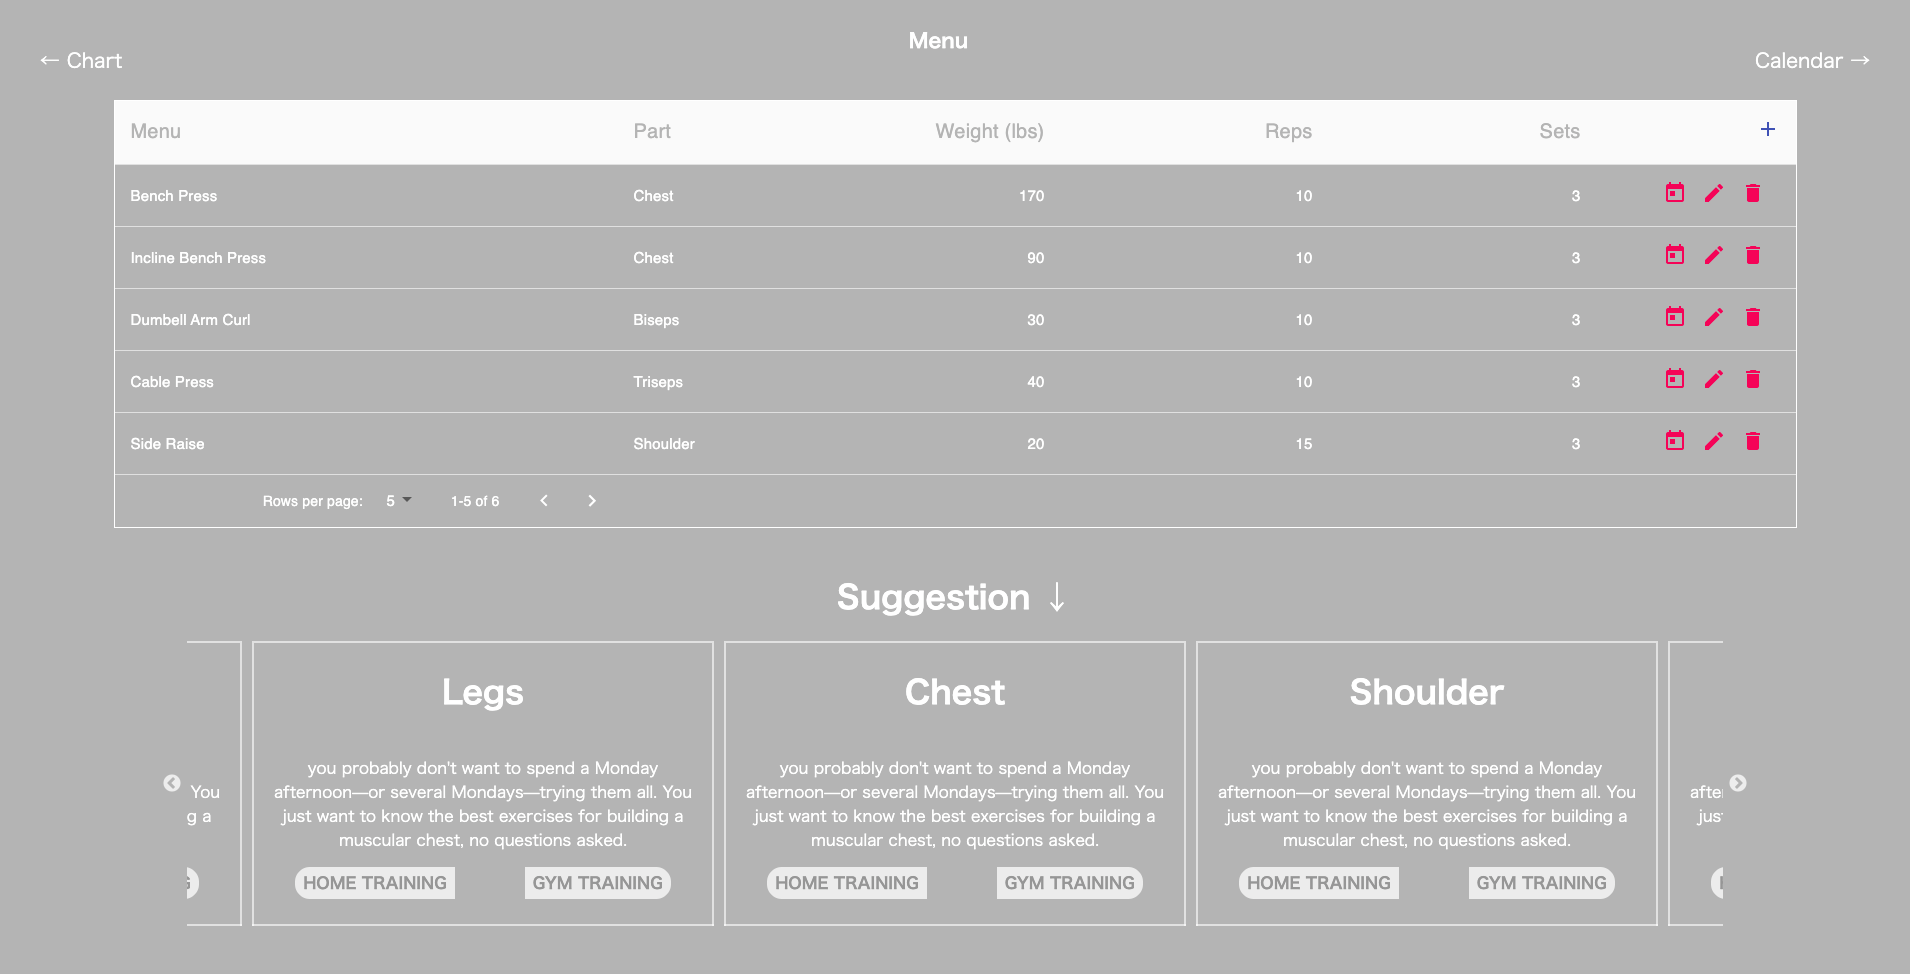 Menu
← Chart
Calendar →
Menu Part Weight (lbs) Reps Sets +
Bench Press Chest 170 10 3
Incline Bench Press Chest 90 10 3
Dumbell Arm Curl Biseps 30 10 3
Cable Press Triseps 40 10 3
Side Raise Shoulder 20 15 3
Rows per page: 5 1-5 of 6
Suggestion ↓
You
g a
Legs
you probably don't want to spend a Monday
afternoon—or several Mondays—trying them all. You
just want to know the best exercises for building a
muscular chest, no questions asked.
HOME TRAINING GYM TRAINING
Chest
you probably don't want to spend a Monday
afternoon—or several Mondays—trying them all. You
just want to know the best exercises for building a
muscular chest, no questions asked.
HOME TRAINING GYM TRAINING
Shoulder
you probably don't want to spend a Monday
afternoon—or several Mondays—trying them all. You
just want to know the best exercises for building a
muscular chest, no questions asked.
HOME TRAINING GYM TRAINING
afte
jus